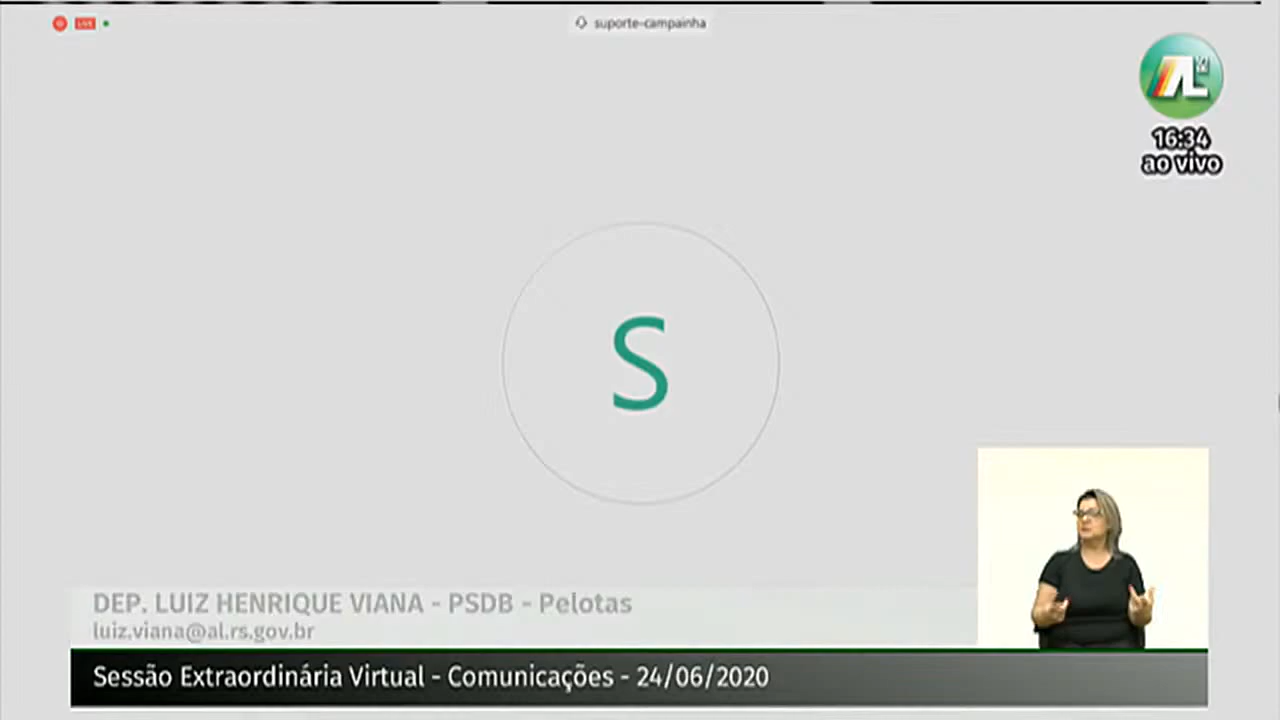 LIVE
suporte-campainha
AL
16:34
ao vivo
S
DEP. LUIZ HENRIQUE VIANA - PSDB - Pelotas
luiz.viana@al.rs.gov.br
Sessão Extraordinária Virtual - Comunicações - 24/06/2020